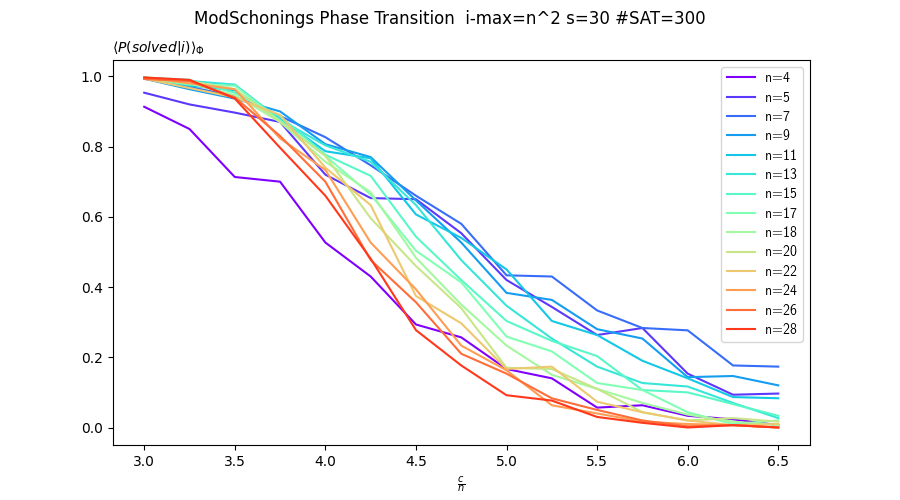 ModSchonings Phase Transition  i-max=n^2 s=30 #SAT=300
⟨P(solved|i)⟩Φ
1.0
0.8
0.6
0.4
0.2
0.0
n=4
n=5
n=7
n=9
n=11
n=13
n=15
n=17
n=18
n=20
n=22
n=24
n=26
n=28
3.0 3.5 4.0 4.5 5.0 5.5 6.0 6.5
c
n